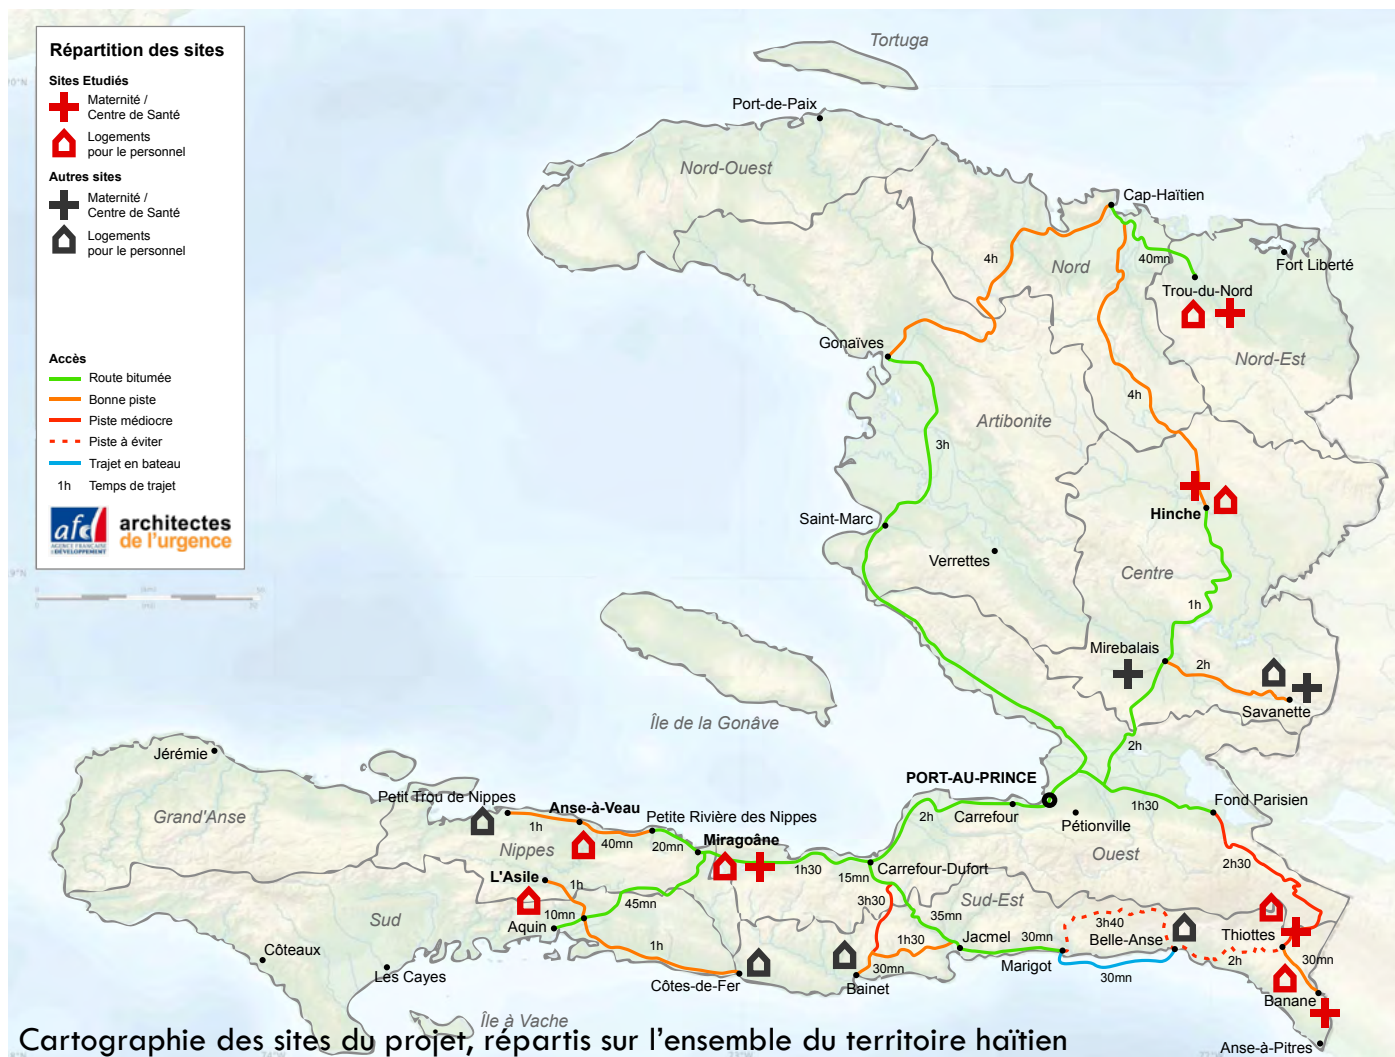 Répartition des sites
Sites Etudiés
Maternité /
Centre de Santé
Logements
pour le personnel
Autres sites
Maternité /
Centre de Santé
Logements
pour le personnel
Accès
Route bitumée
Bonne piste
Piste médiocre
Piste à éviter
Trajet en bateau
1h Temps de trajet
afd
AGENCE FRANÇAISE
DE DÉVELOPPEMENT
architectes
de l'urgence
Tortuga
Port-de-Paix
Nord-Ouest
Cap-Haïtien
4h
Nord
40mn
Fort Liberté
Trou-du-Nord
Gonaïves
Nord-Est
4h
Artibonite
3h
Saint-Marc
Hinche
Verrettes
Centre
1h
Mirebalais
2h
Savanette
Île de la Gonâve
2h
Jérémie
PORT-AU-PRINCE
Petit Trou de Nippes
Anse-à-Veau
1h30
Fond Parisien
Grand'Anse
Petite Rivière des Nippes
2h
Carrefour
Pétionville
1h
40mn
20mn
Miragoâne
Nippes
Ouest
2h30
L'Asile
1h
1h30
15mn
Carrefour-Dufort
45mn
3h30
Sud-Est
Sud
10mn
35mn
3h40
Aquin
1h30
Jacmel
30mn
Belle-Anse
Thiottes
Côteaux
1h
Marigot
2h
30mn
Les Cayes
Côtes-de-Fer
30mn
Bainet
30mn
Banane
Île à Vache
Anse-à-Pitres
Cartographie des sites du projet, répartis sur l'ensemble du territoire haïtien